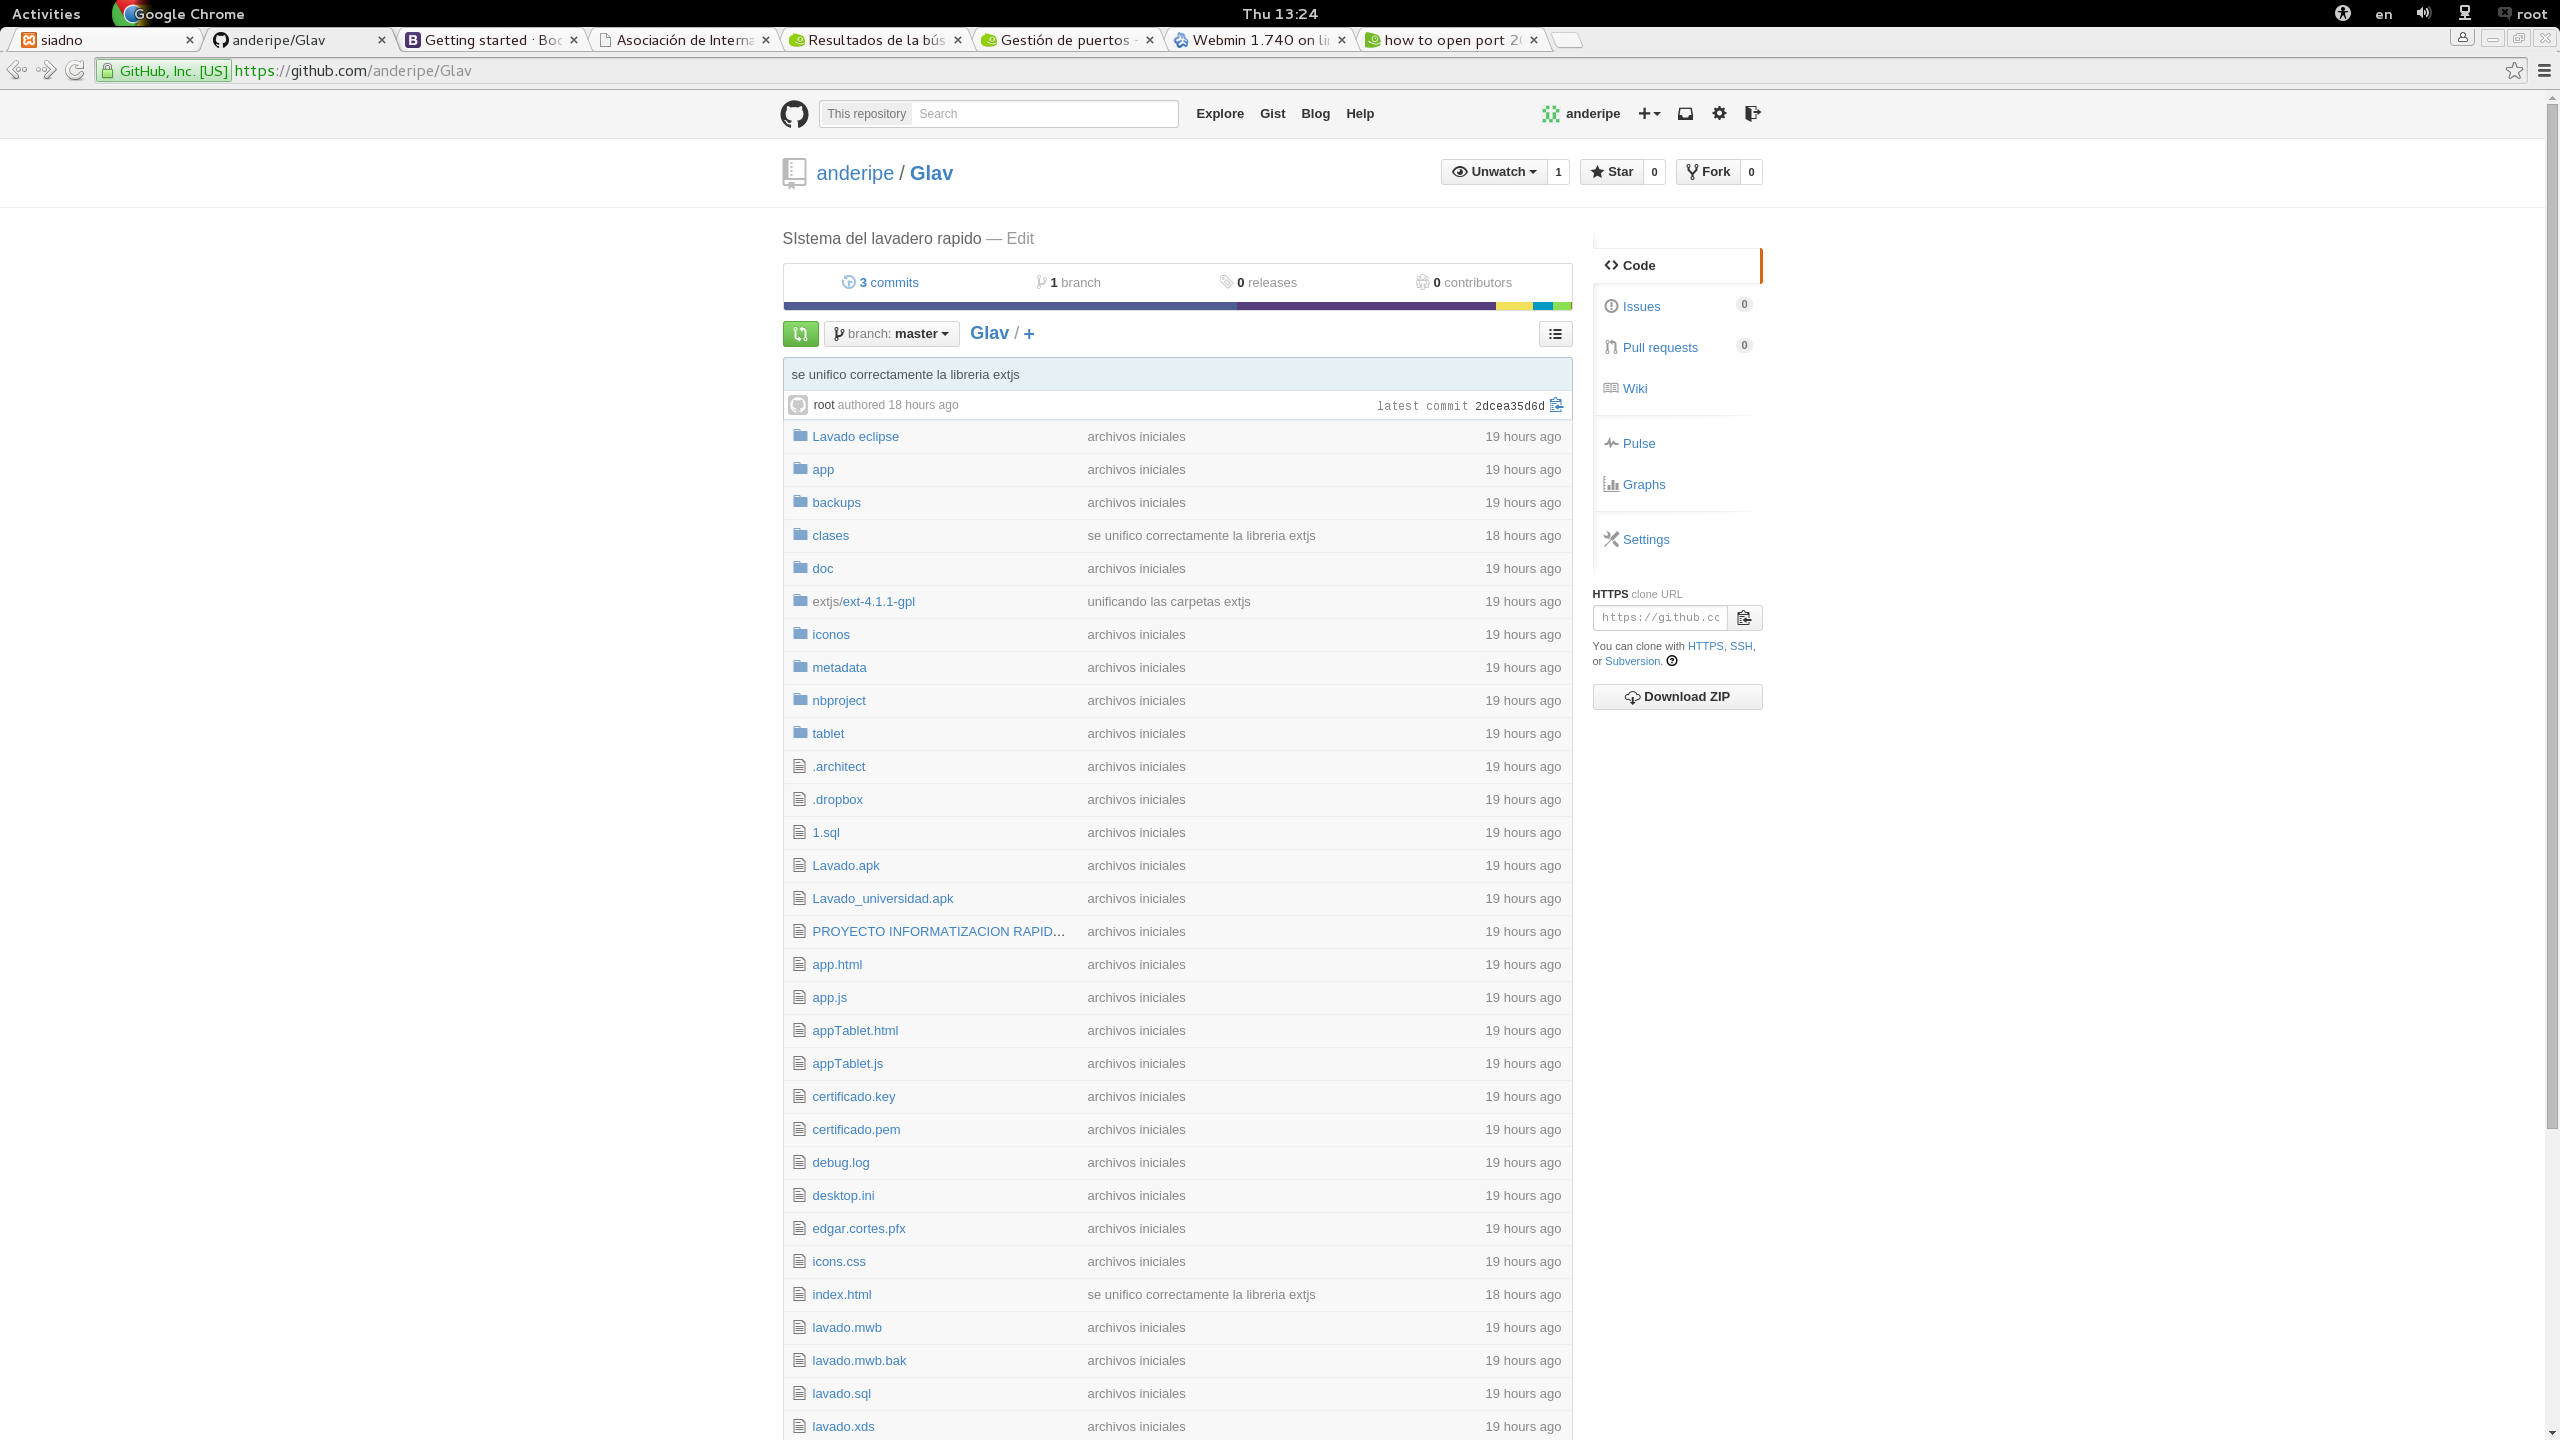 Activities Google Chrome Thu 13:24 en root
siadno anderipe/Glav Getting started · Boo Asociación de Interna Resultados de la bús Gestión de puertos - Webmin 1.740 on li how to open port 20
GitHub, Inc. [US] https://github.com/anderipe/Glav
This repository Search Explore Gist Blog Help anderipe
anderipe / Glav Unwatch 1 Star 0 Fork 0
SIstema del lavadero rapido — Edit
3 commits 1 branch 0 releases 0 contributors
branch: master Glav / +
se unifico correctamente la libreria extjs
root authored 18 hours ago latest commit 2dcea35d6d
Lavado eclipse archivos iniciales 19 hours ago
app archivos iniciales 19 hours ago
backups archivos iniciales 19 hours ago
clases se unifico correctamente la libreria extjs 18 hours ago
doc archivos iniciales 19 hours ago
extjs/ext-4.1.1-gpl unificando las carpetas extjs 19 hours ago
iconos archivos iniciales 19 hours ago
metadata archivos iniciales 19 hours ago
nbproject archivos iniciales 19 hours ago
tablet archivos iniciales 19 hours ago
.architect archivos iniciales 19 hours ago
.dropbox archivos iniciales 19 hours ago
1.sql archivos iniciales 19 hours ago
Lavado.apk archivos iniciales 19 hours ago
Lavado_universidad.apk archivos iniciales 19 hours ago
PROYECTO INFORMATIZACION RAPID... archivos iniciales 19 hours ago
app.html archivos iniciales 19 hours ago
app.js archivos iniciales 19 hours ago
appTablet.html archivos iniciales 19 hours ago
appTablet.js archivos iniciales 19 hours ago
certificado.key archivos iniciales 19 hours ago
certificado.pem archivos iniciales 19 hours ago
debug.log archivos iniciales 19 hours ago
desktop.ini archivos iniciales 19 hours ago
edgar.cortes.pfx archivos iniciales 19 hours ago
icons.css archivos iniciales 19 hours ago
index.html se unifico correctamente la libreria extjs 18 hours ago
lavado.mwb archivos iniciales 19 hours ago
lavado.mwb.bak archivos iniciales 19 hours ago
lavado.sql archivos iniciales 19 hours ago
lavado.xds archivos iniciales 19 hours ago
Code
Issues 0
Pull requests 0
Wiki
Pulse
Graphs
Settings
HTTPS clone URL
https://github.cc
You can clone with HTTPS, SSH,
or Subversion.
Download ZIP